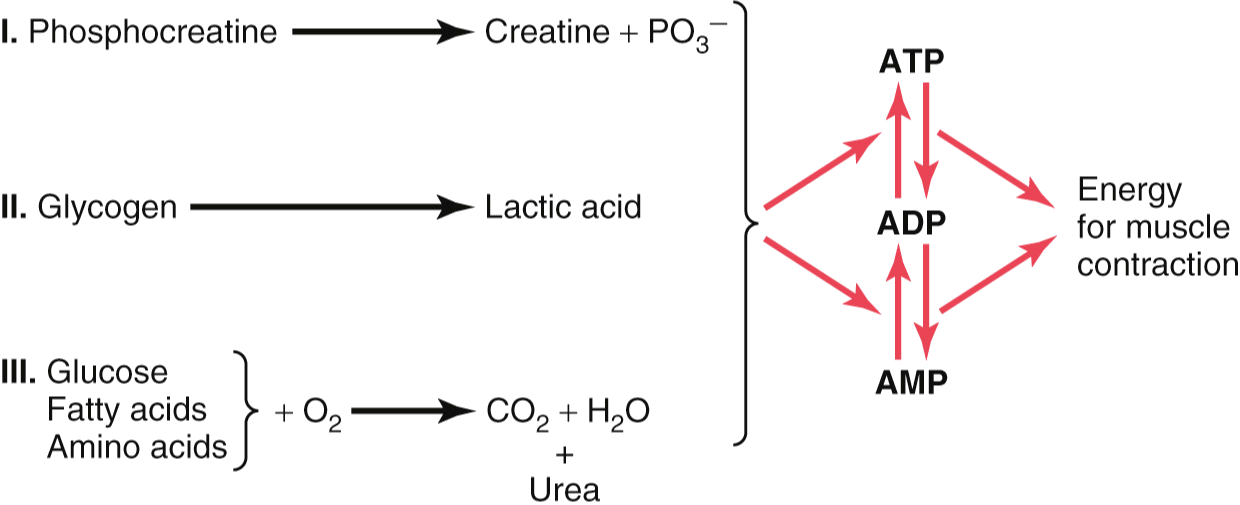 I. Phosphocreatine → Creatine + PO₃⁻
ATP
II. Glycogen → Lactic acid
ADP
Energy
for muscle
contraction
III. Glucose
Fatty acids
Amino acids
+ O₂ → CO₂ + H₂O
+
Urea
AMP